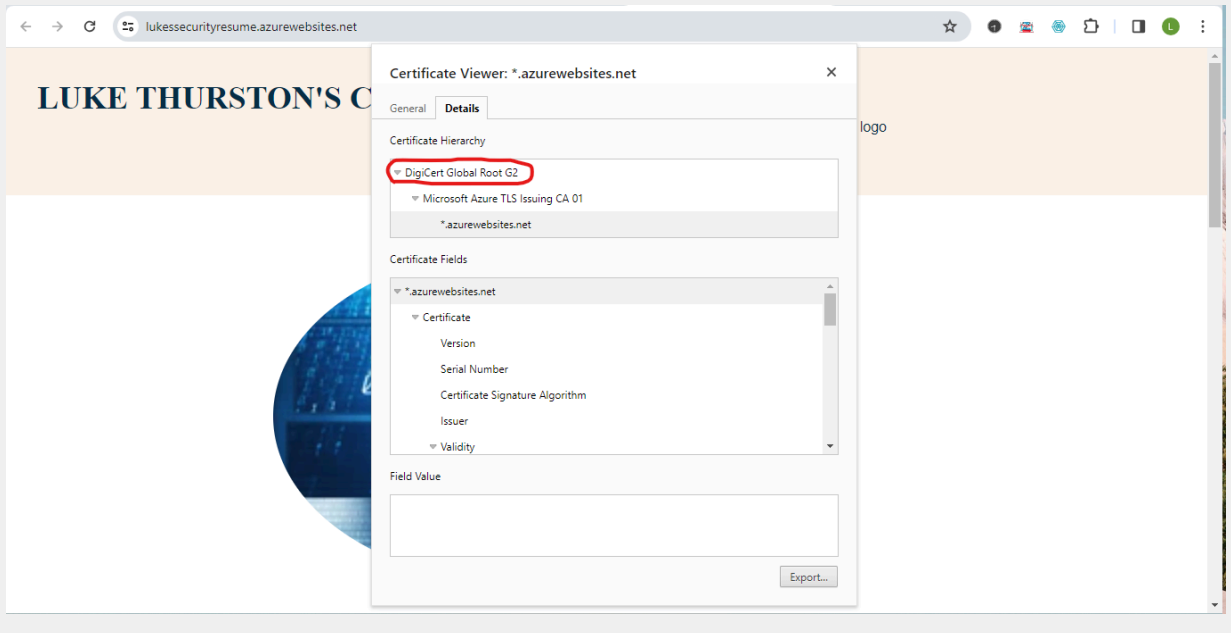 lukessecurityresume.azurewebsites.net
L
LUKE THURSTON'S C
logo
Certificate Viewer: *.azurewebsites.net
General Details
Certificate Hierarchy
DigiCert Global Root G2
Microsoft Azure TLS Issuing CA 01
*.azurewebsites.net
Certificate Fields
*.azurewebsites.net
Certificate
Version
Serial Number
Certificate Signature Algorithm
Issuer
Validity
Field Value
Export...